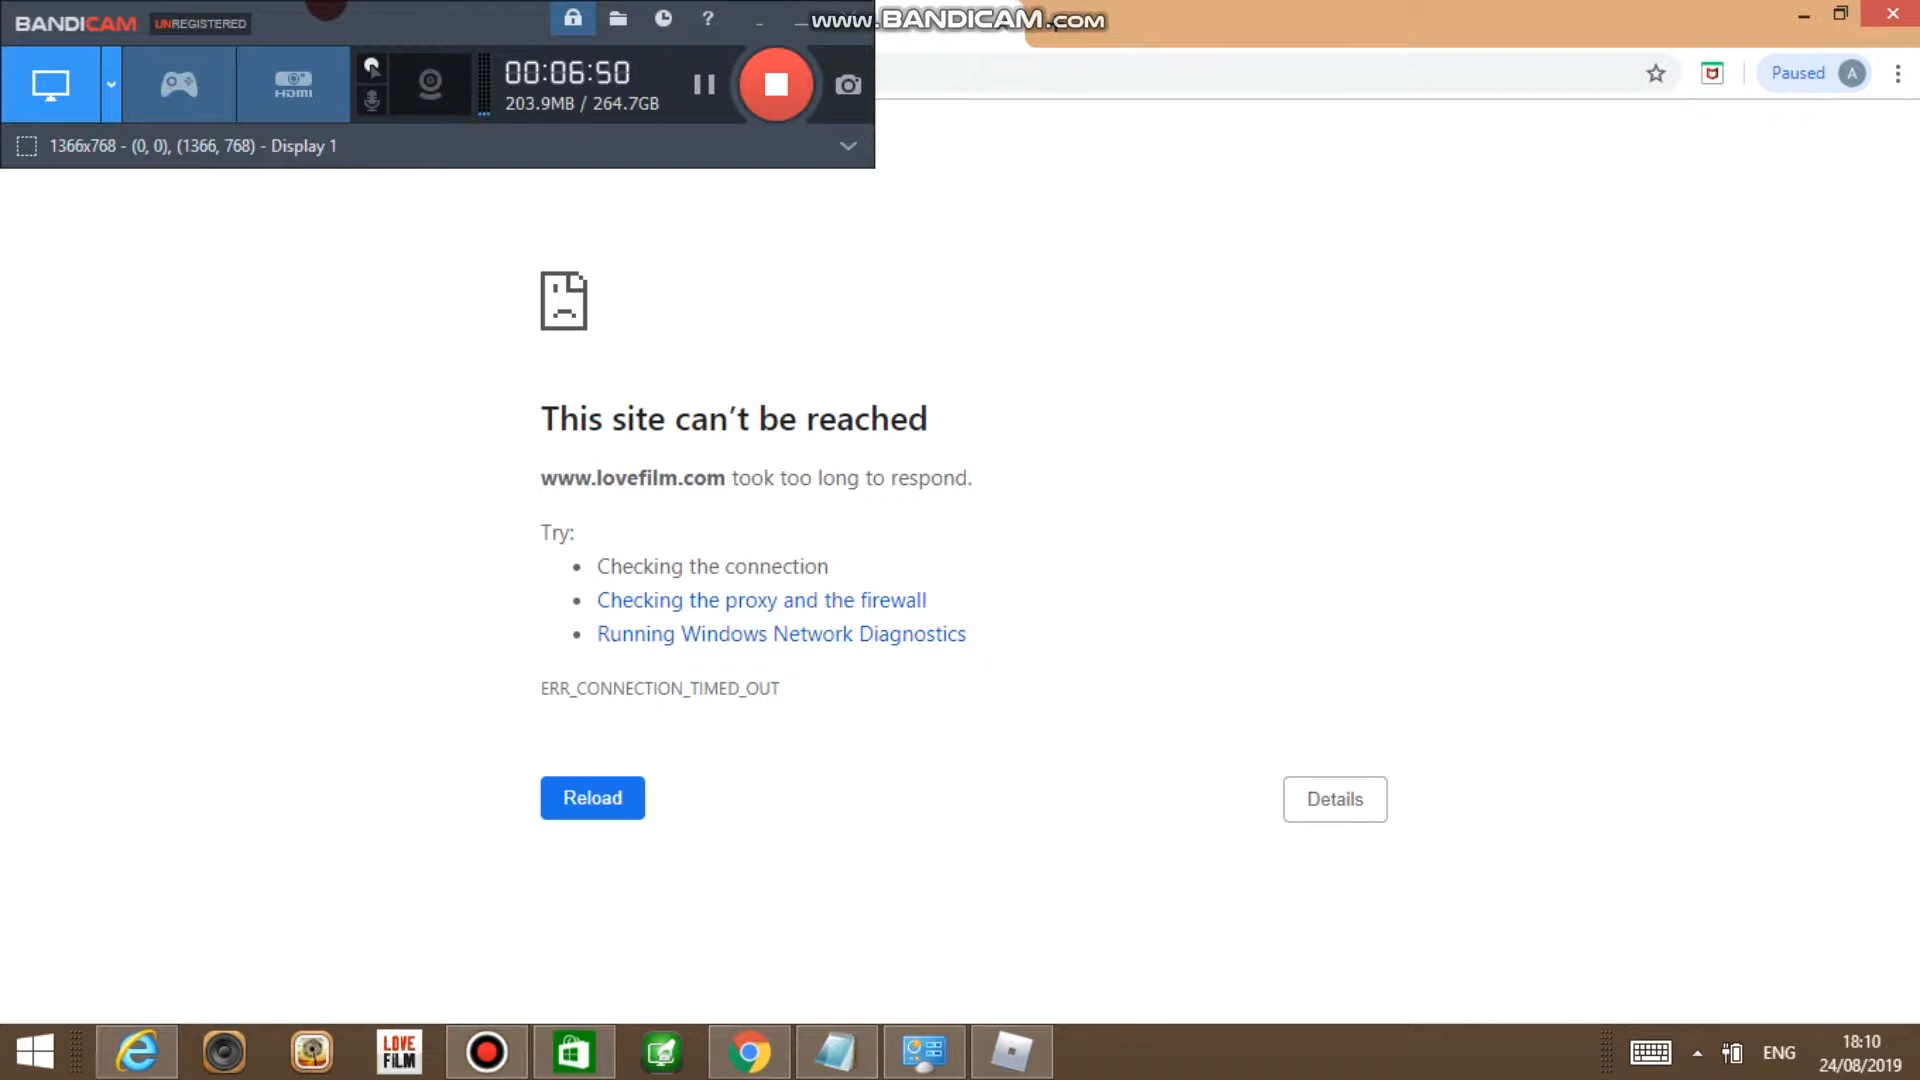 BANDICAM UNREGISTERED
?
www.BANDICAM.com
HDMI
00:06:50
203.9MB / 264.7GB
Paused A
1366x768 - (0, 0), (1366, 768) - Display 1
This site can’t be reached
www.lovefilm.com took too long to respond.
Try:
Checking the connection
Checking the proxy and the firewall
Running Windows Network Diagnostics
ERR_CONNECTION_TIMED_OUT
Reload
Details
LOVE
FILM
ENG
18:10
24/08/2019